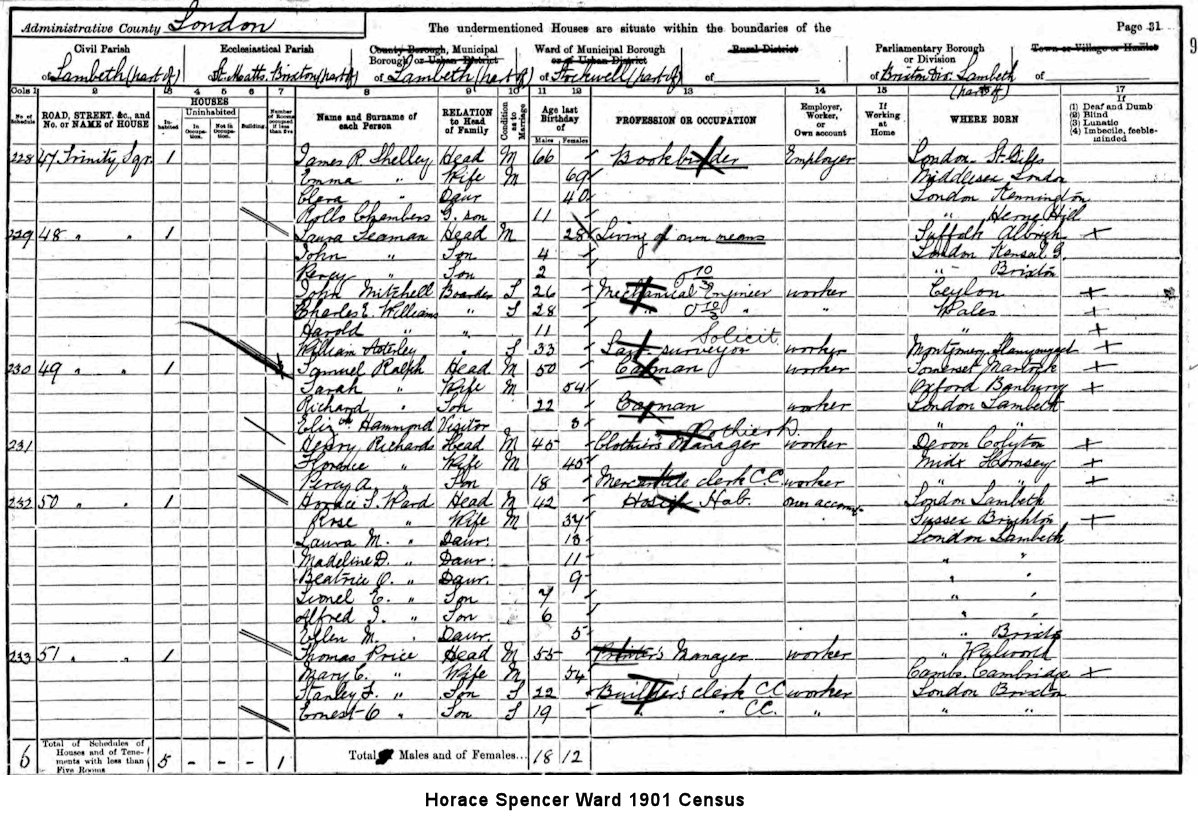 Administrative County London The undermentioned Houses are situate within the boundaries of the Page 31
9
Civil Parish Ecclesiastical Parish County Borough, Municipal Borough or Urban District Ward of Municipal Borough or of Urban District Rural District Parliamentary Borough or Division Town or Village or Hamlet
of Lambeth (part of) St. Matts. Brixton (part of) of Lambeth (part of) of Stockwell (part of) of of Brixton Div. Lambeth (part of) of
Cols 1 2 3 4 5 6 7 8 9 10 11 12 13 14 15 16 17
No. of Schedule ROAD, STREET, &c., and No. or NAME of HOUSE HOUSES Inhabited Uninhabited In Occupation. Not in Occupation. Building. Number of Rooms occupied if less than five Name and Surname of each Person RELATION to Head of Family Condition as to Marriage Age last Birthday of Males Females PROFESSION OR OCCUPATION Employer, Worker, or Own account If Working at Home WHERE BORN If (1) Deaf and Dumb (2) Blind (3) Lunatic (4) Imbecile, feeble-minded
228 47 Trinity Sqr. 1 James R Shelley Head M 66 Bookbinder Employer London St. Giles
Emma " Wife M 69 Middlesex London
Clara " Daur 40 London Kennington
Rollo Chambers G. son 11 " Herne Hill
229 48 " " 1 Laura Seaman Head M 28 Living of own means Suffolk +
John " Son 4 London Kensal G.
Percy " Son 2 " Brixton
John Mitchell Boarder S 26 Mechanical Engineer worker Ceylon +
Charles E. Williams " S 28 " " " Wales +
Harold " " 11 " +
William " S 33 surveyor Solicit. worker Montgomery +
230 49 " " 1 Samuel Ralph Head M 50 Carman worker Somerset Martock +
Sarah " Wife M 54 Oxford Banbury +
Richard " Son 22 Carman worker London Lambeth
Elizth Hammond Visitor 3 " "
231 Henry Richards Head M 45 Clothier's Manager worker Devon Colyton +
Florence " Wife M 45 Midx Hornsey +
Percy A. " Son 18 Mercantile clerk C.C. worker " " +
232 50 " " 1 Horace S. Ward Head M 42 Hosier Hab. own account London Lambeth
Rose " Wife M 37 Sussex Brighton +
Laura M. " Daur. 13 London Lambeth
Madeline D. " Daur. 11 " "
Beatrice O. " Daur. 9 " "
Lionel E. " Son 7 " "
Alfred J. " Son 6 " "
Ellen M. " Daur. 5 " Brixton
233 51 " " 1 Thomas Price Head M 55 Printer's Manager worker " Walworth
Mary C. " Wife M 54 Cambs. Cambridge +
Stanley F. " Son S 22 Builder's clerk CC worker London Brixton
Ernest C " Son S 19 " " CC. " " "
6 Total of Schedules of Houses and of Tenements with less than Five Rooms 5 - - - 1 Total of Males and of Females... 18 12
Horace Spencer Ward 1901 Census